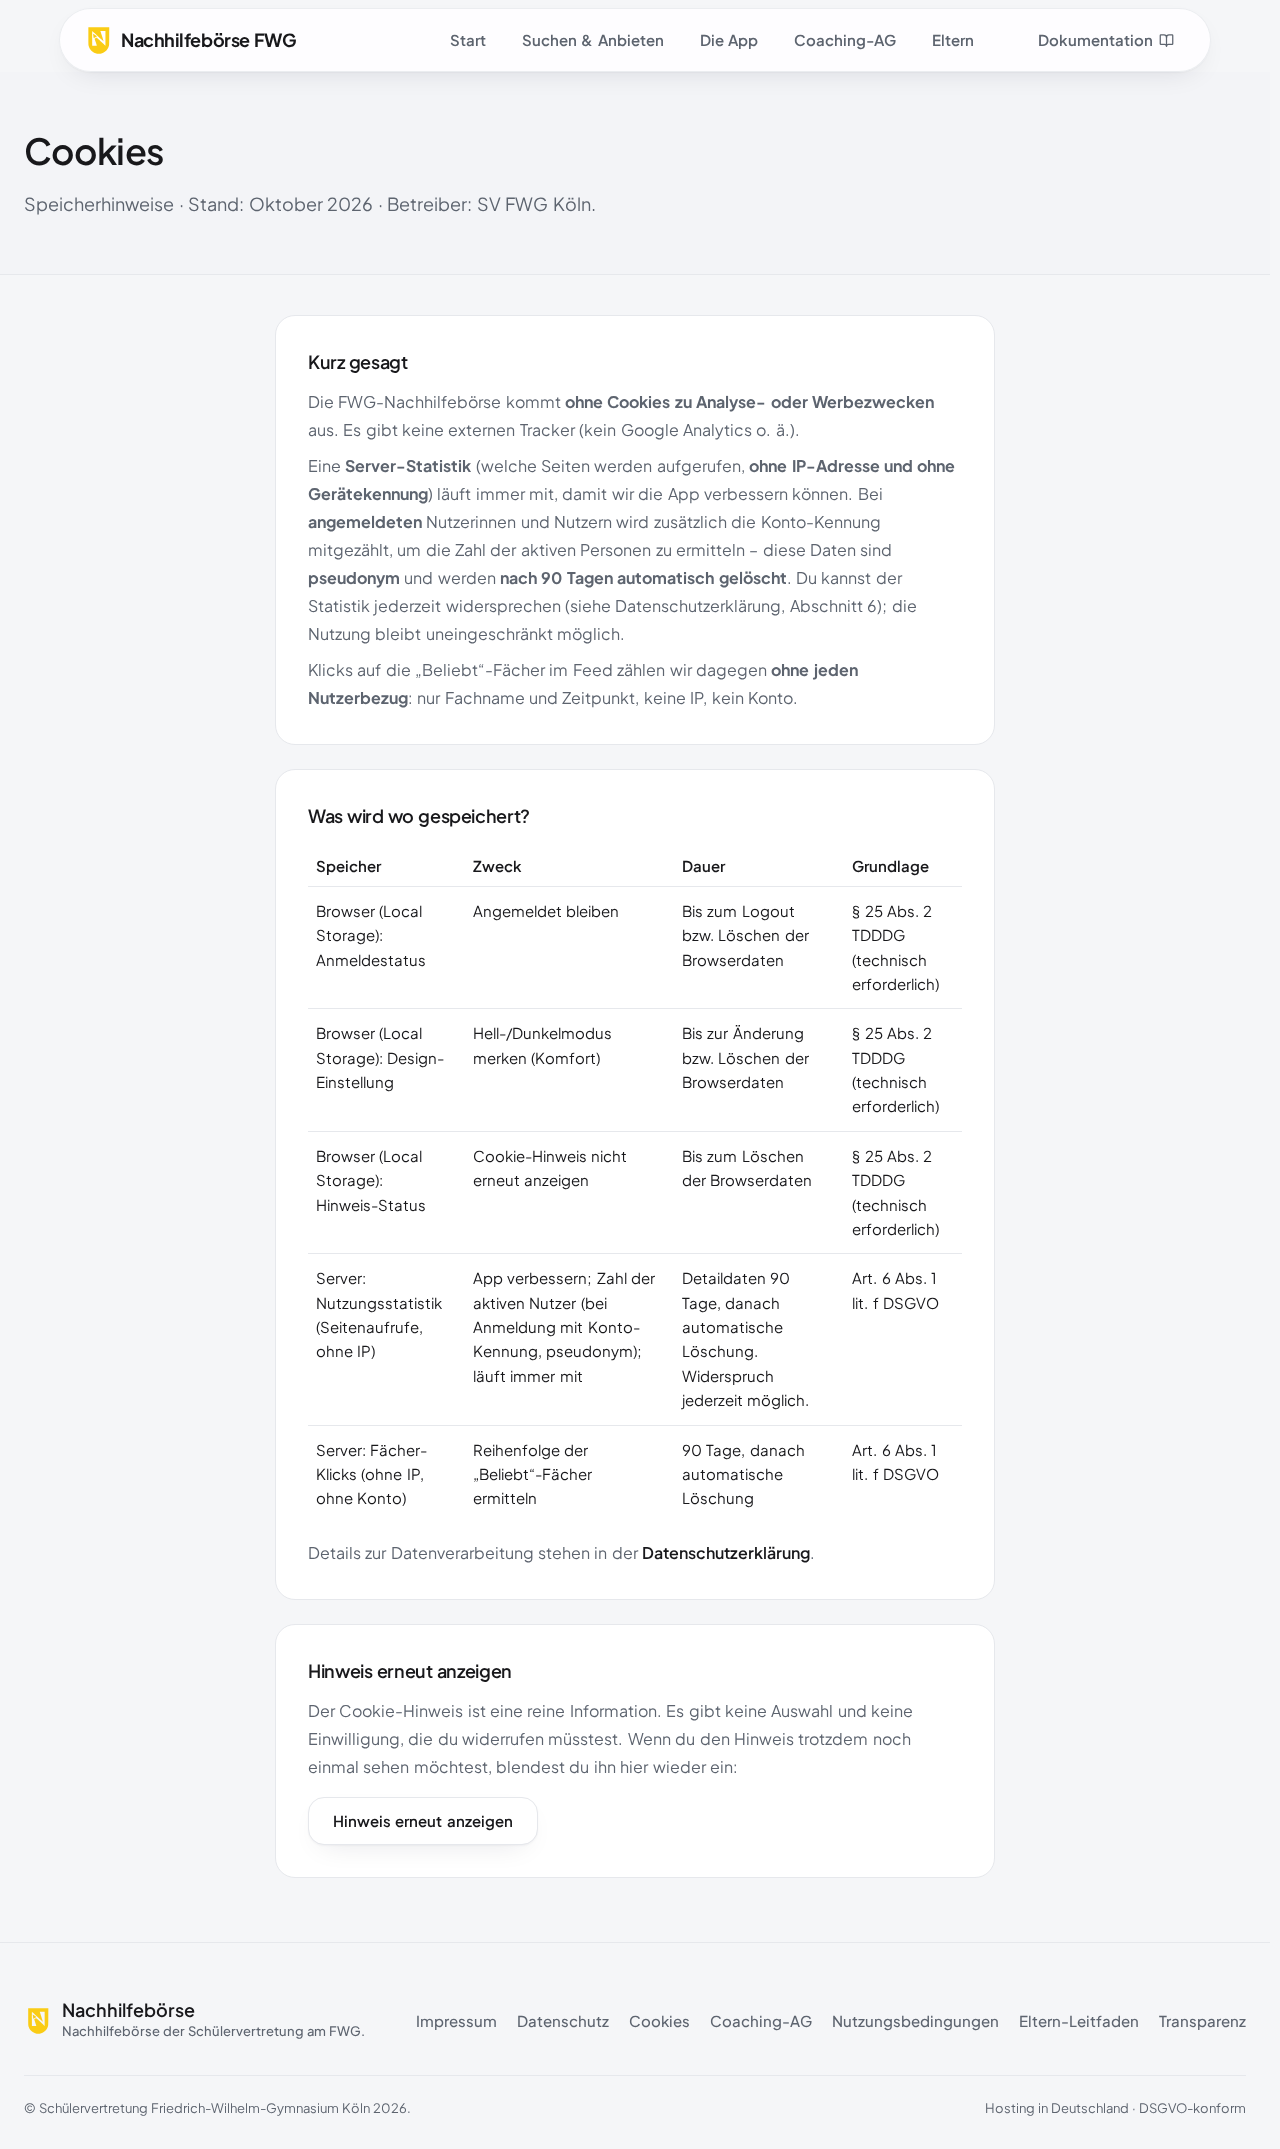 Nachhilfebörse FWG
Start
Suchen & Anbieten
Die App
Coaching-AG
Eltern
Dokumentation
Cookies
Speicherhinweise · Stand: Oktober 2026 · Betreiber: SV FWG Köln.
Kurz gesagt
Die FWG-Nachhilfebörse kommt ohne Cookies zu Analyse- oder Werbezwecken
aus. Es gibt keine externen Tracker (kein Google Analytics o. ä.).
Eine Server-Statistik (welche Seiten werden aufgerufen, ohne IP-Adresse und ohne
Gerätekennung) läuft immer mit, damit wir die App verbessern können. Bei
angemeldeten Nutzerinnen und Nutzern wird zusätzlich die Konto-Kennung
mitgezählt, um die Zahl der aktiven Personen zu ermitteln – diese Daten sind
pseudonym und werden nach 90 Tagen automatisch gelöscht. Du kannst der
Statistik jederzeit widersprechen (siehe Datenschutzerklärung, Abschnitt 6); die
Nutzung bleibt uneingeschränkt möglich.
Klicks auf die „Beliebt“-Fächer im Feed zählen wir dagegen ohne jeden
Nutzerbezug: nur Fachname und Zeitpunkt, keine IP, kein Konto.
Was wird wo gespeichert?
Speicher
Zweck
Dauer
Grundlage
Browser (Local
Storage):
Anmeldestatus
Angemeldet bleiben
Bis zum Logout
bzw. Löschen der
Browserdaten
§ 25 Abs. 2
TDDDG
(technisch
erforderlich)
Browser (Local
Storage): Design-
Einstellung
Hell-/Dunkelmodus
merken (Komfort)
Bis zur Änderung
bzw. Löschen der
Browserdaten
§ 25 Abs. 2
TDDDG
(technisch
erforderlich)
Browser (Local
Storage):
Hinweis-Status
Cookie-Hinweis nicht
erneut anzeigen
Bis zum Löschen
der Browserdaten
§ 25 Abs. 2
TDDDG
(technisch
erforderlich)
Server:
Nutzungsstatistik
(Seitenaufrufe,
ohne IP)
App verbessern; Zahl der
aktiven Nutzer (bei
Anmeldung mit Konto-
Kennung, pseudonym);
läuft immer mit
Detaildaten 90
Tage, danach
automatische
Löschung.
Widerspruch
jederzeit möglich.
Art. 6 Abs. 1
lit. f DSGVO
Server: Fächer-
Klicks (ohne IP,
ohne Konto)
Reihenfolge der
„Beliebt“-Fächer
ermitteln
90 Tage, danach
automatische
Löschung
Art. 6 Abs. 1
lit. f DSGVO
Details zur Datenverarbeitung stehen in der Datenschutzerklärung.
Hinweis erneut anzeigen
Der Cookie-Hinweis ist eine reine Information. Es gibt keine Auswahl und keine
Einwilligung, die du widerrufen müsstest. Wenn du den Hinweis trotzdem noch
einmal sehen möchtest, blendest du ihn hier wieder ein:
Hinweis erneut anzeigen
Nachhilfebörse
Nachhilfebörse der Schülervertretung am FWG.
Impressum
Datenschutz
Cookies
Coaching-AG
Nutzungsbedingungen
Eltern-Leitfaden
Transparenz
© Schülervertretung Friedrich-Wilhelm-Gymnasium Köln 2026.
Hosting in Deutschland · DSGVO-konform